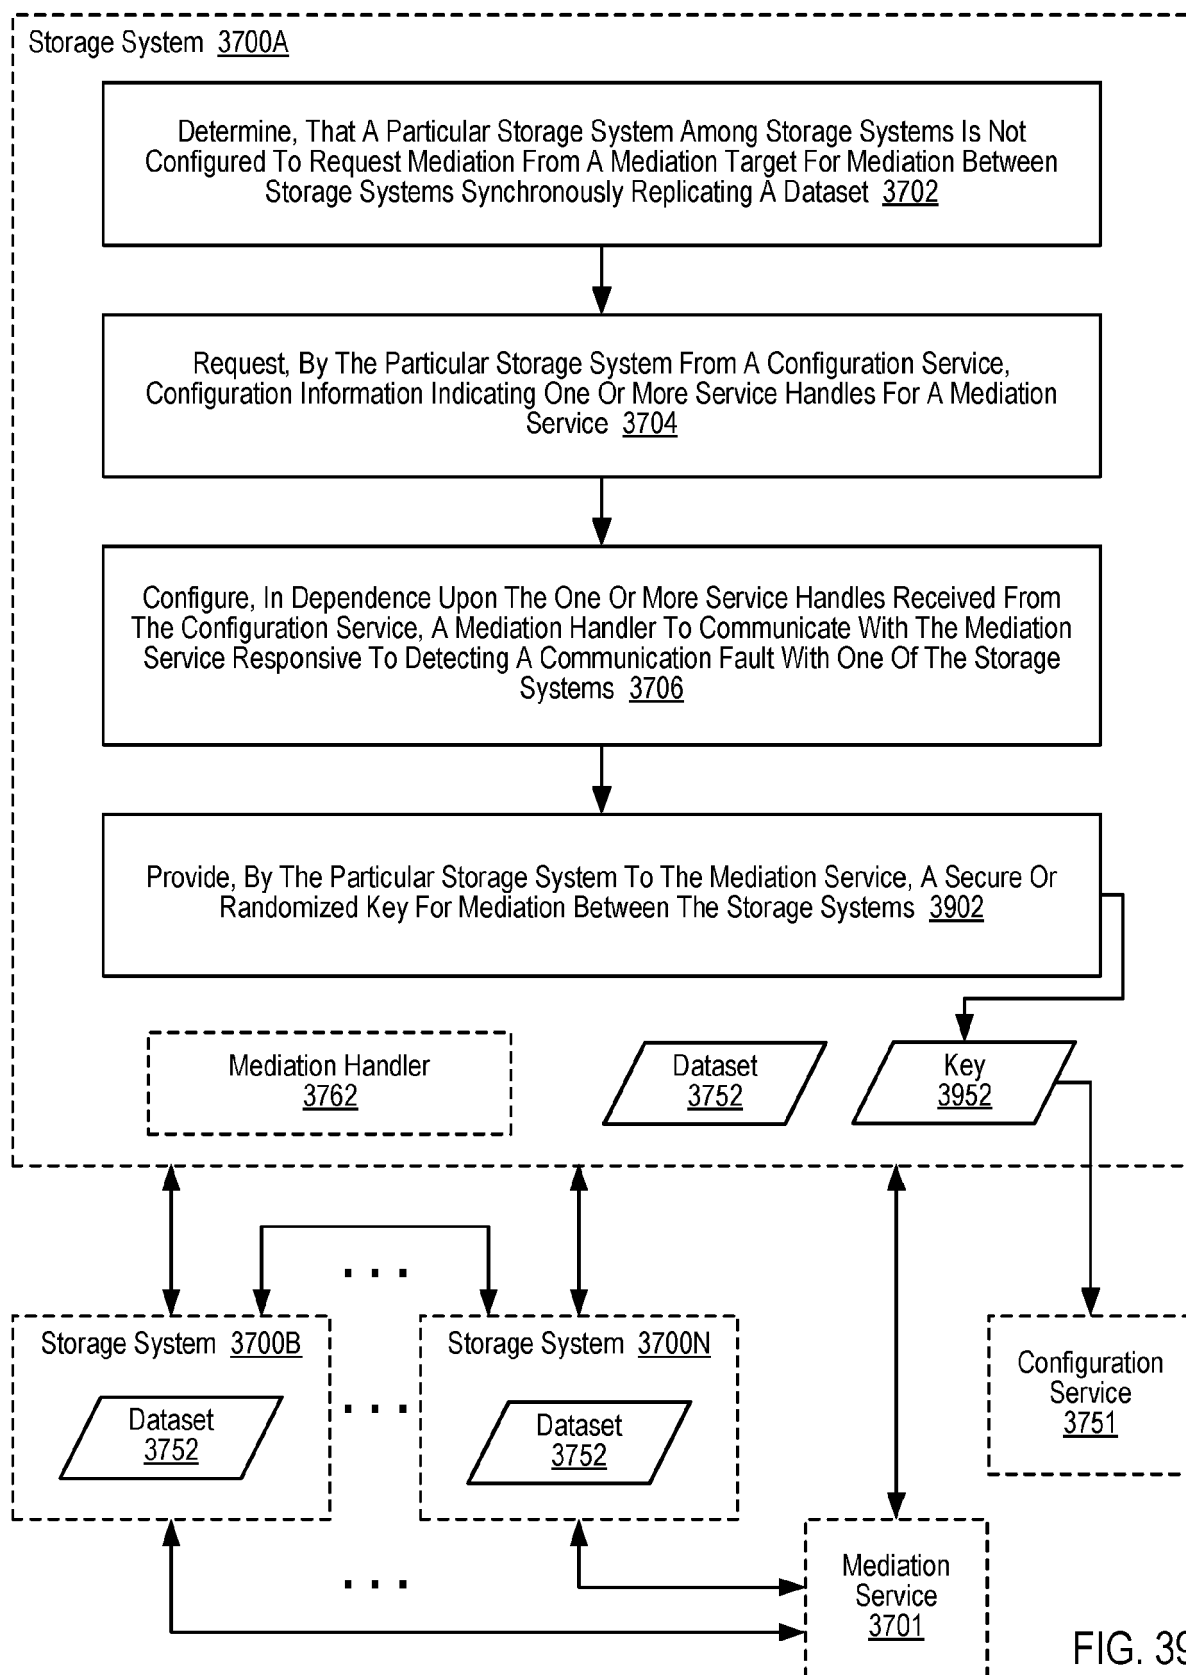 Storage System 3700A
Determine, That A Particular Storage System Among Storage Systems Is Not
Configured To Request Mediation From A Mediation Target For Mediation Between
Storage Systems Synchronously Replicating A Dataset 3702
Request, By The Particular Storage System From A Configuration Service,
Configuration Information Indicating One Or More Service Handles For A Mediation
Service 3704
Configure, In Dependence Upon The One Or More Service Handles Received From
The Configuration Service, A Mediation Handler To Communicate With The Mediation
Service Responsive To Detecting A Communication Fault With One Of The Storage
Systems 3706
Provide, By The Particular Storage System To The Mediation Service, A Secure Or
Randomized Key For Mediation Between The Storage Systems 3902
Mediation Handler
3762
Dataset
3752
Key
3952
Storage System 3700B
Dataset
3752
Storage System 3700N
Dataset
3752
Configuration
Service
3751
Mediation
Service
3701
FIG. 39